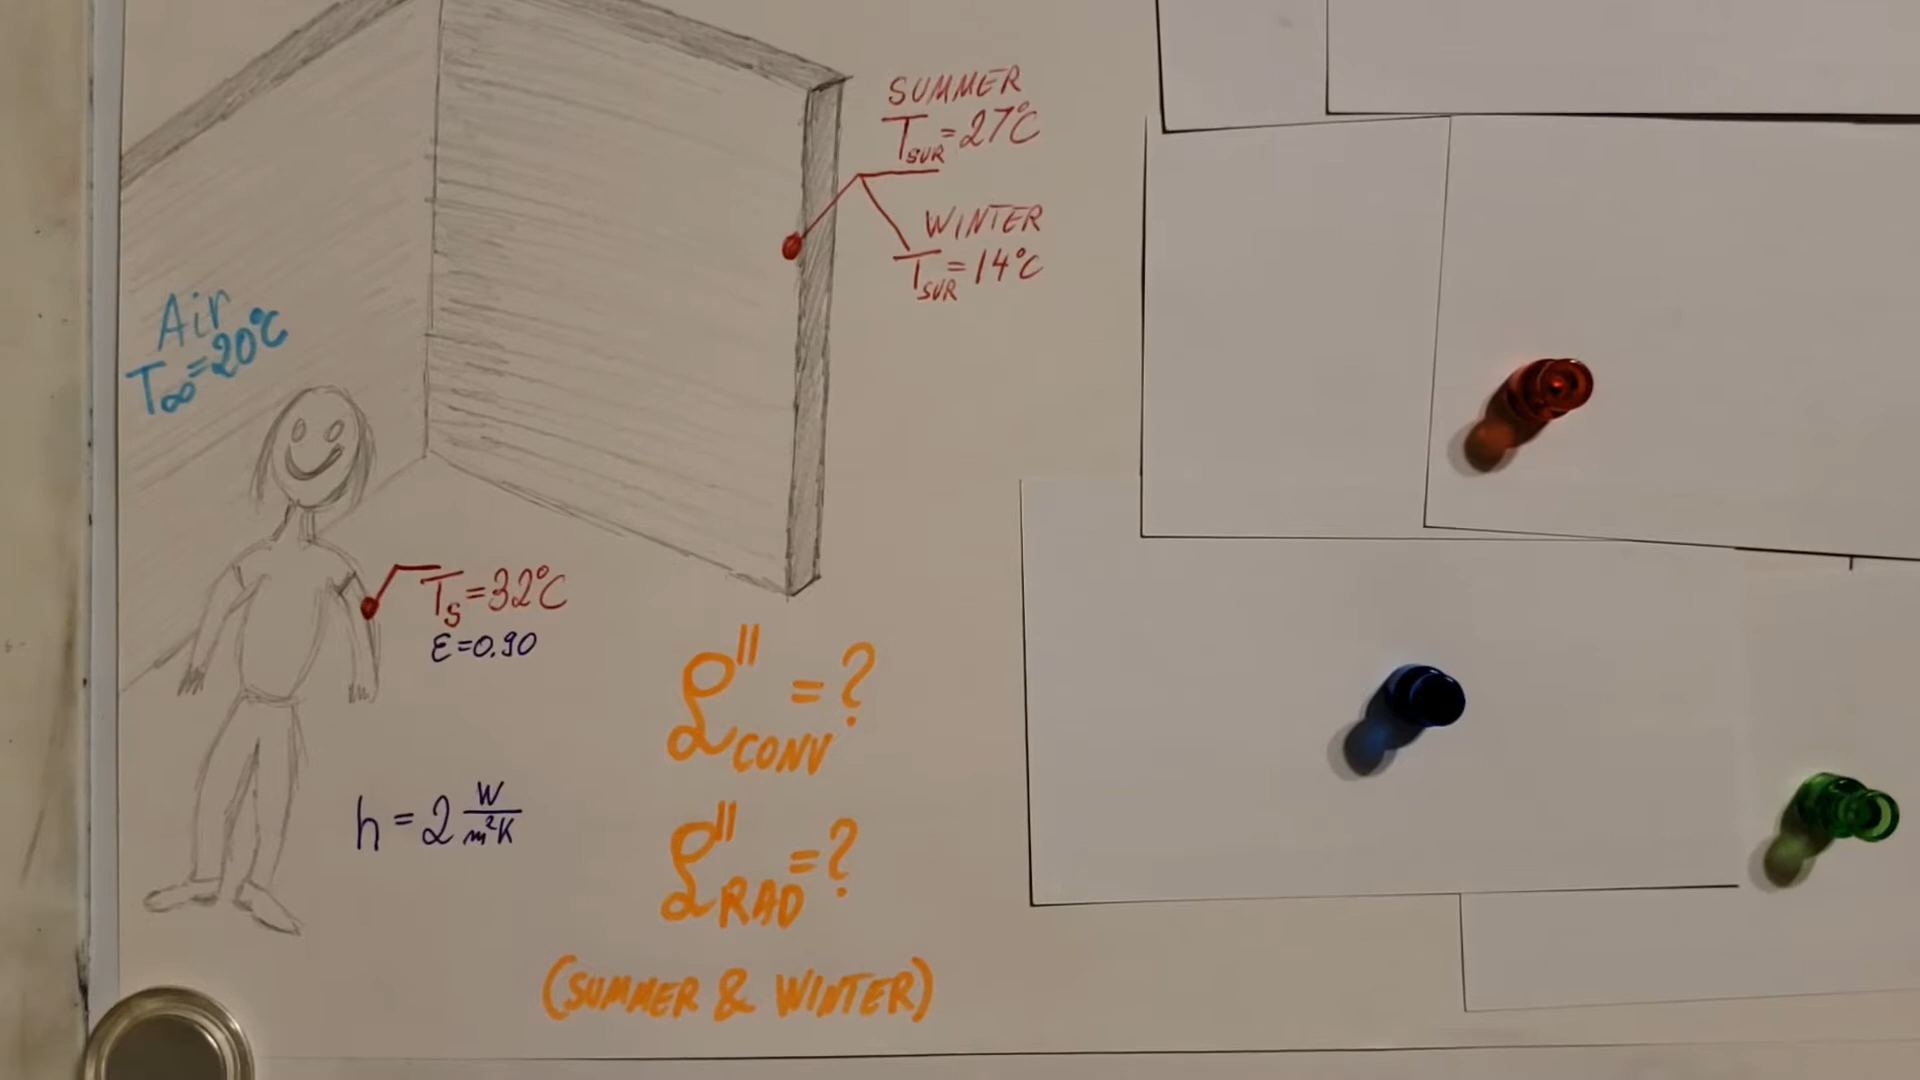 SUMMER
T_SUR = 27°C
WINTER
T_SUR = 14°C
Air
T∞ = 20°C
T_S = 32°C
ε = 0.90
q''_CONV = ?
h = 2 W/m²K
q''_RAD = ?
(SUMMER & WINTER)